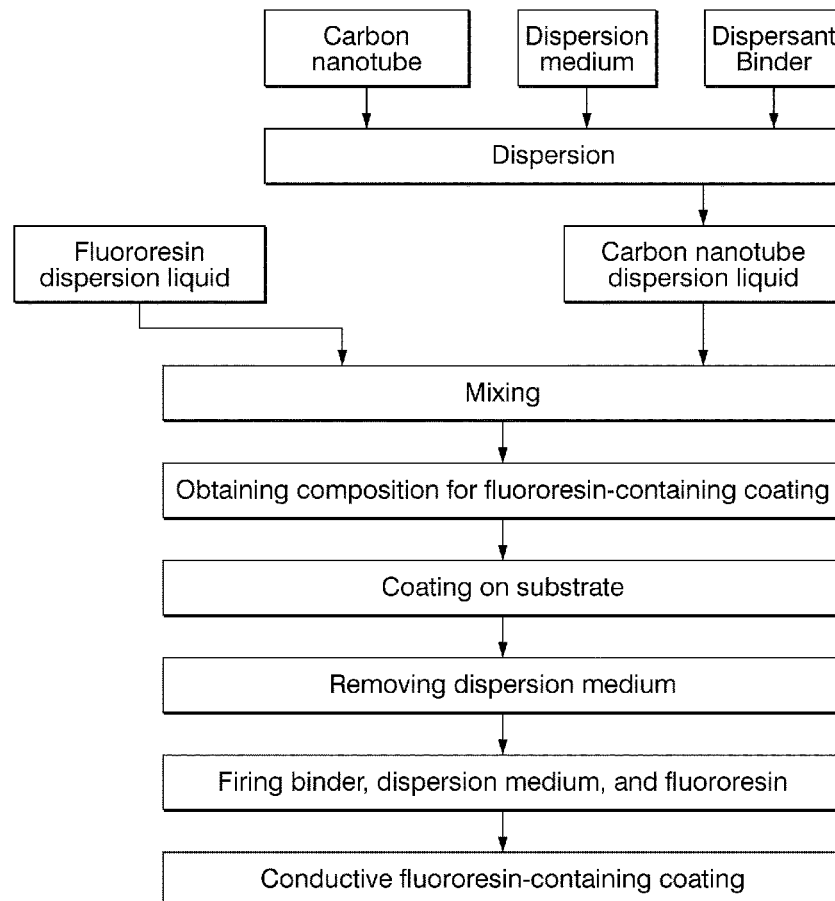 Carbon
nanotube
Dispersion
medium
Dispersant
Binder
Dispersion
Fluororesin
dispersion liquid
Carbon nanotube
dispersion liquid
Mixing
Obtaining composition for fluororesin-containing coating
Coating on substrate
Removing dispersion medium
Firing binder, dispersion medium, and fluororesin
Conductive fluororesin-containing coating